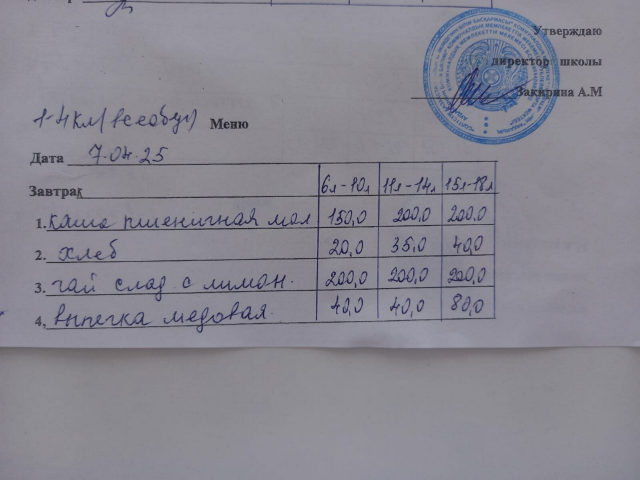 Утверждаю
директор школы
Закирина А.М
1-4 кл (всеобуч) Меню
Дата 7.04.25
Завтрак 6л-10л 11л-14л 15л-18л
1. каша пшеничная мол 150,0 200,0 200,0
2. хлеб 20,0 35,0 40,0
3. чай слад с лимон. 200,0 200,0 200,0
4, выпечка медовая. 40,0 40,0 80,0